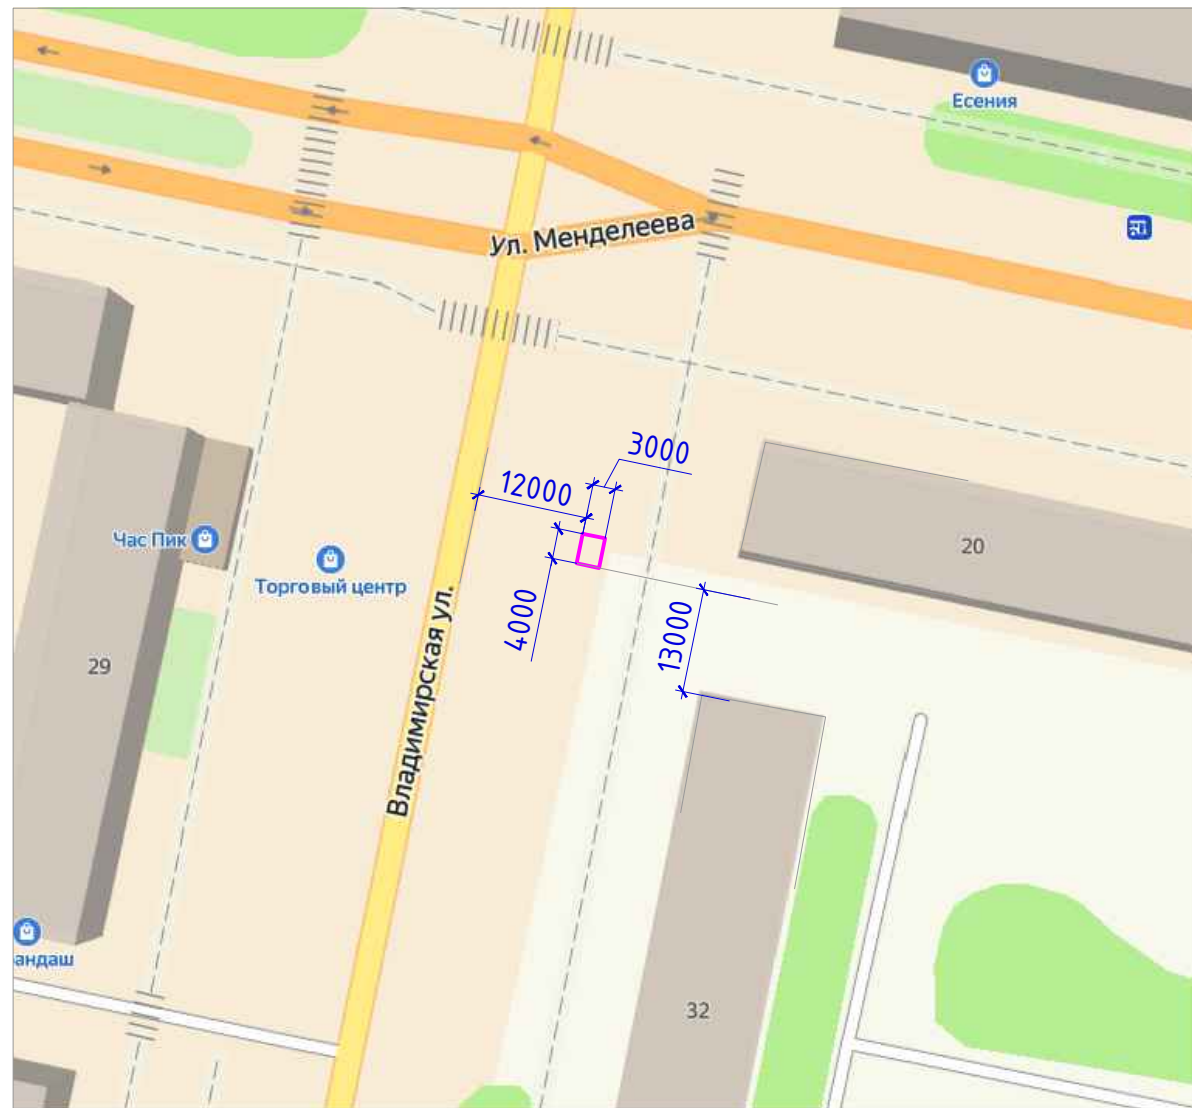 Есения
Ул. Менделеева
3000
12000
Час Пик
Торговый центр
20
4000
13000
29
Владимирская ул.
андаш
32